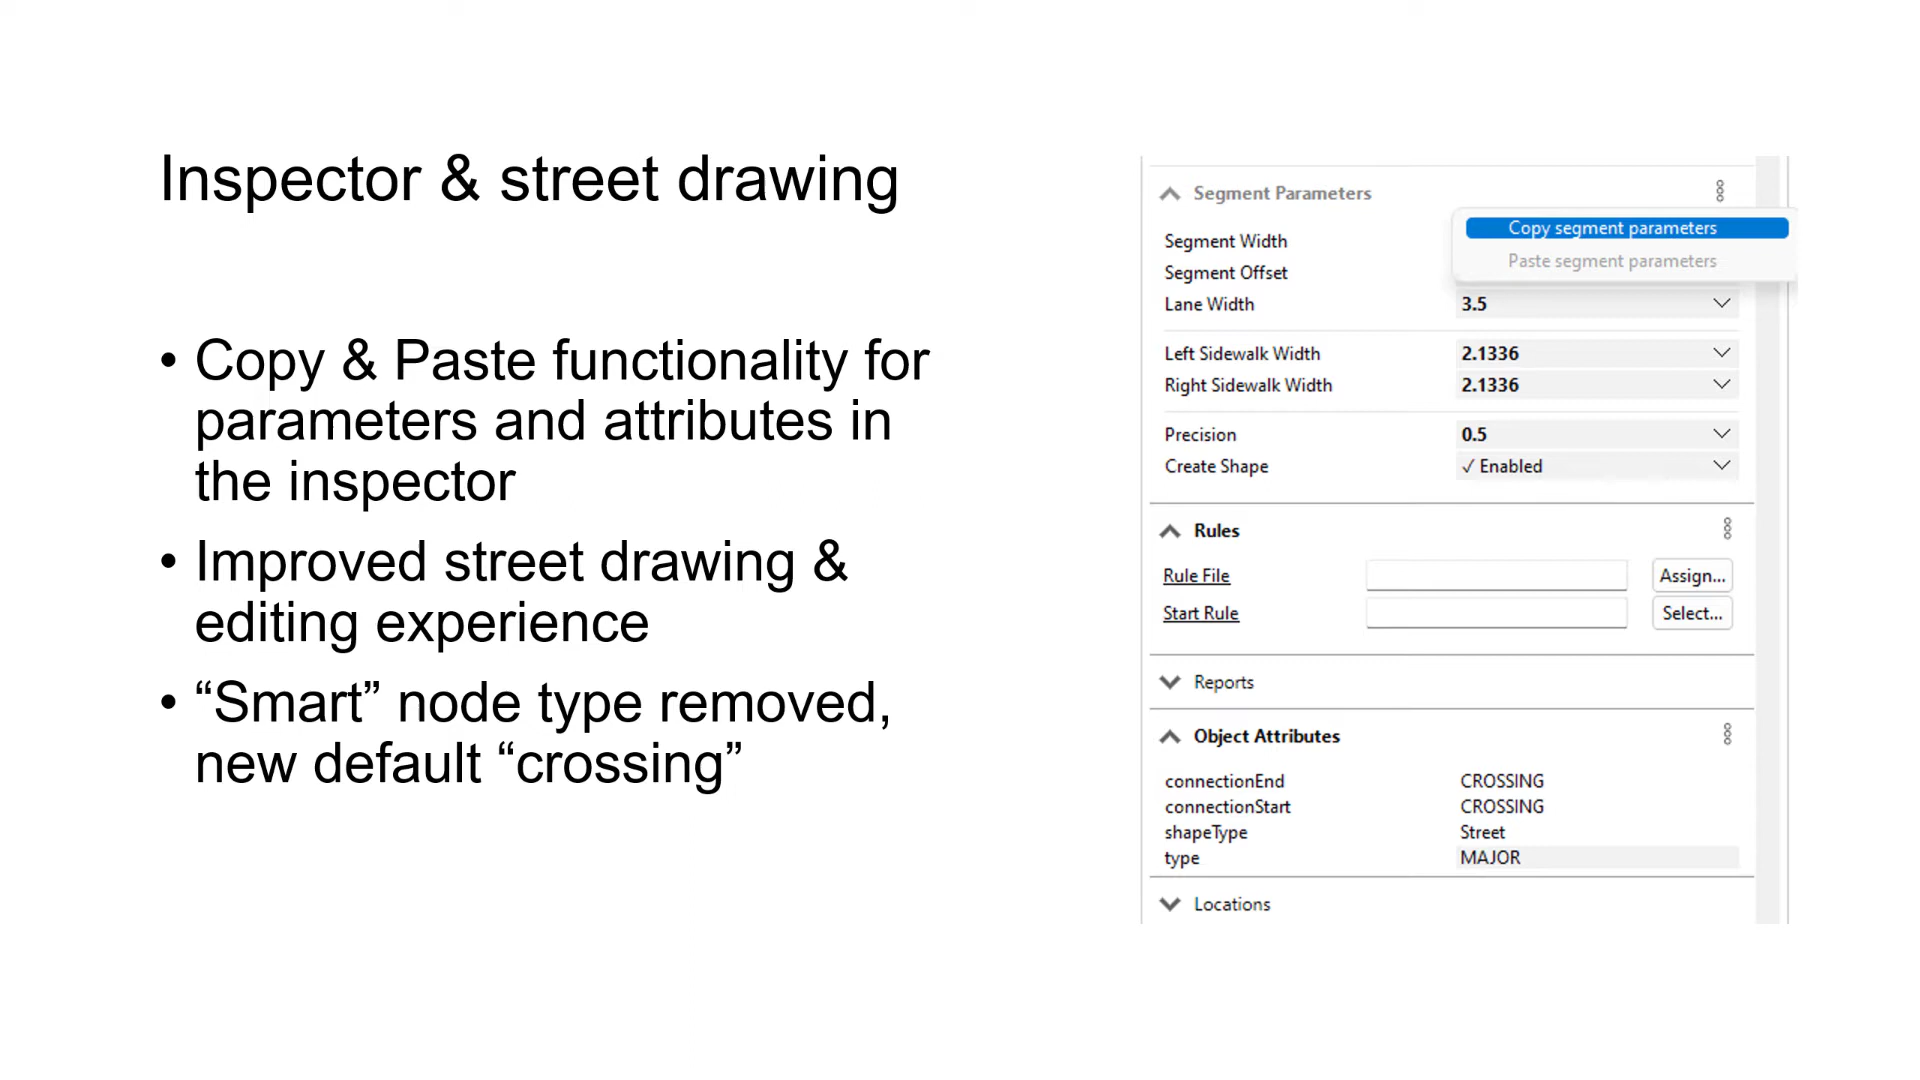 Inspector & street drawing
• Copy & Paste functionality for
parameters and attributes in
the inspector
• Improved street drawing &
editing experience
• “Smart” node type removed,
new default “crossing”
Segment Parameters
Copy segment parameters
Paste segment parameters
Segment Width
Segment Offset
Lane Width 3.5
Left Sidewalk Width 2.1336
Right Sidewalk Width 2.1336
Precision 0.5
Create Shape ✓ Enabled
Rules
Rule File Assign...
Start Rule Select...
Reports
Object Attributes
connectionEnd CROSSING
connectionStart CROSSING
shapeType Street
type MAJOR
Locations